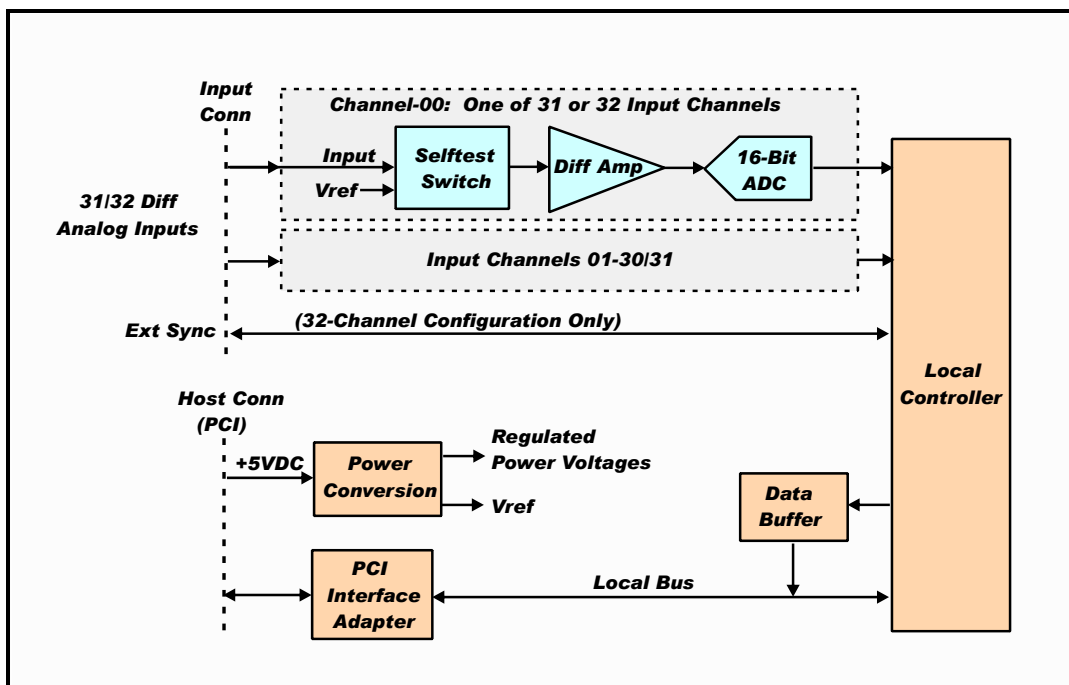 Input
Conn
Channel-00:  One of 31 or 32 Input Channels
Input
Vref
Selftest
Switch
Diff Amp
16-Bit
ADC
31/32 Diff
Analog Inputs
Input Channels 01-30/31
Ext Sync
(32-Channel Configuration Only)
Local
Controller
Host Conn
(PCI)
+5VDC
Power
Conversion
Regulated
Power Voltages
Vref
Data
Buffer
PCI
Interface
Adapter
Local Bus